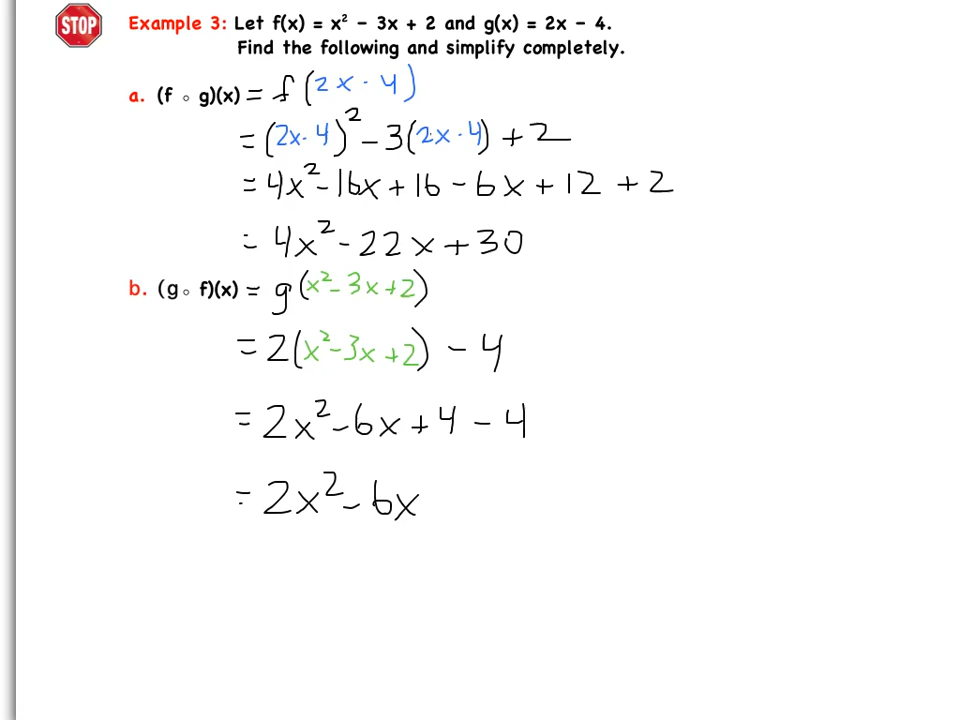 STOP
Example 3: Let f(x) = x² - 3x + 2 and g(x) = 2x - 4.
Find the following and simplify completely.
a. (f ∘ g)(x) = f(2x - 4)
= (2x - 4)² - 3(2x - 4) + 2
= 4x² - 16x + 16 - 6x + 12 + 2
= 4x² - 22x + 30
b. (g ∘ f)(x) = g(x² - 3x + 2)
= 2(x² - 3x + 2) - 4
= 2x² - 6x + 4 - 4
= 2x² - 6x